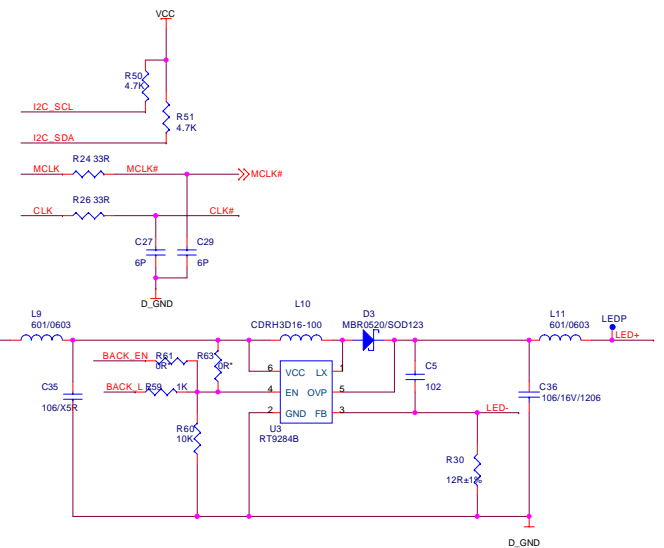 VCC
R50
4.7K
I2C_SCL
R51
4.7K
I2C_SDA
R24 33R
MCLK
MCLK#
MCLK#
R26 33R
CLK
CLK#
C27
6P
C29
6P
D_GND
L9
601/0603
L10
CDRH3D16-100
D3
MBR0520/SOD123
L11
601/0603
LEDP
LED+
BACK_EN
R61
0R*
R63
0R*
6
VCC
LX
1
C5
102
C35
106/X5R
BACK_L
R59
1K
4
EN
OVP
5
C36
106/16V/1206
2
GND
FB
3
LED-
R60
10K
U3
RT9284B
R30
12R±1%
D_GND